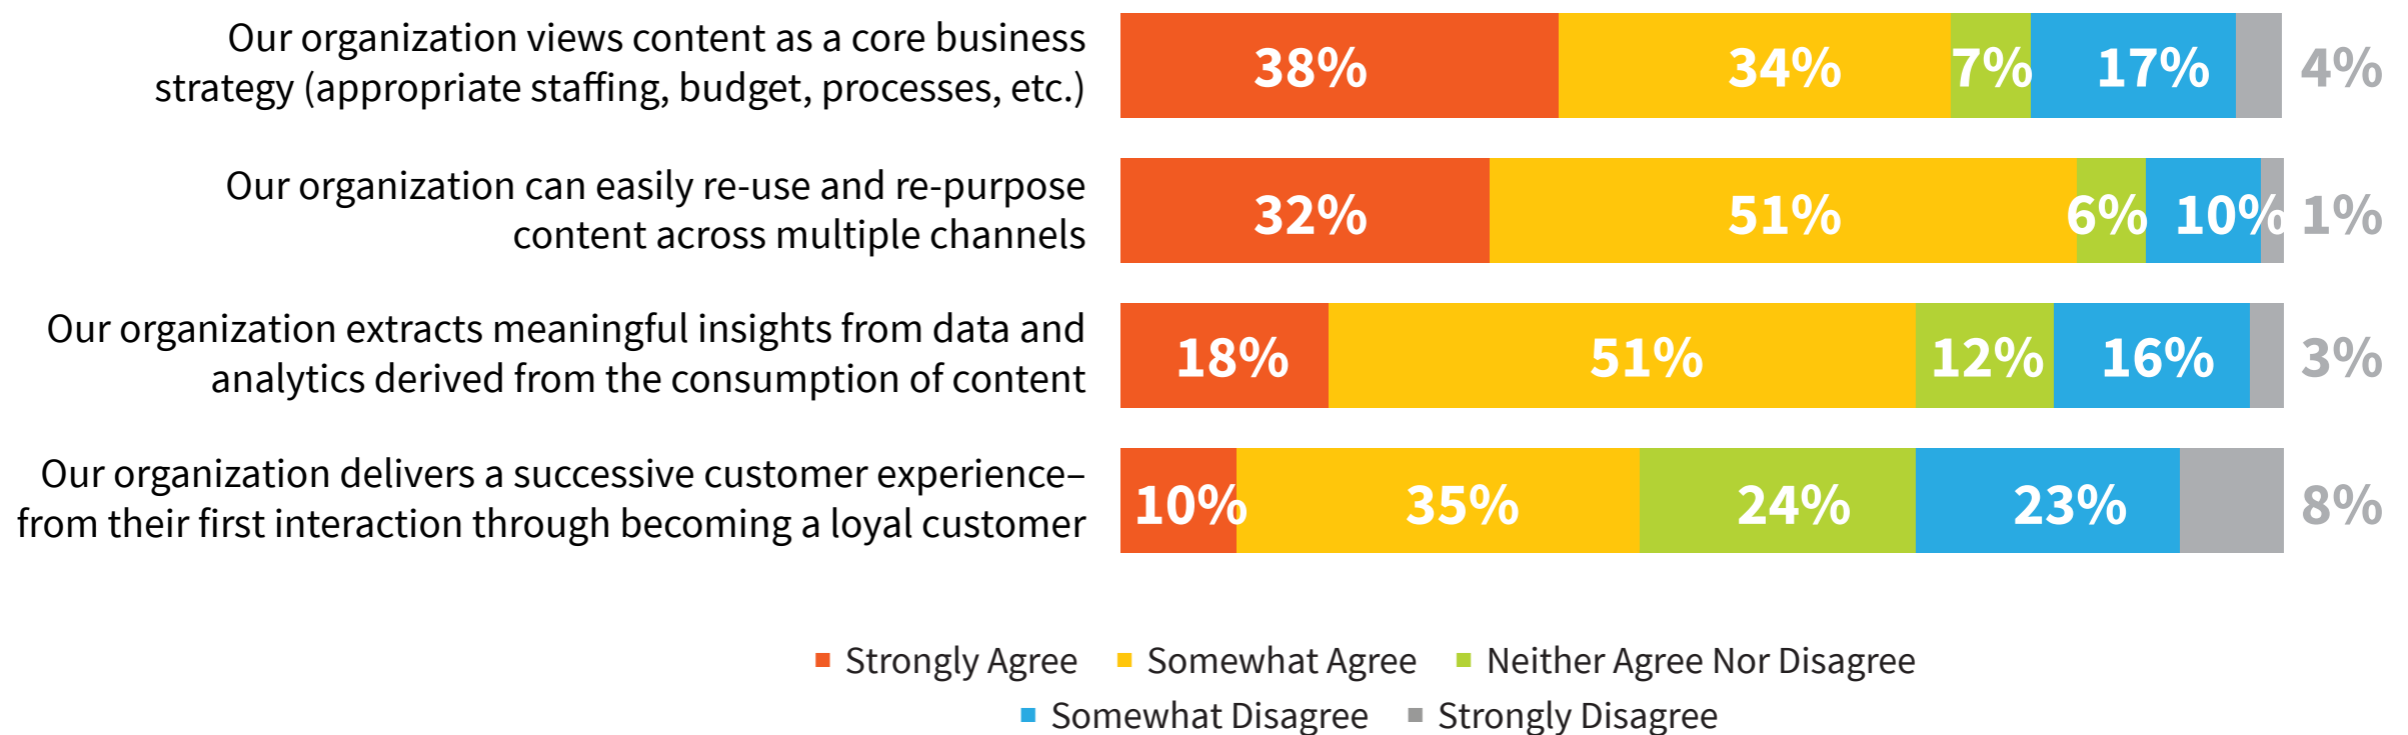 Our organization views content as a core business
strategy (appropriate staffing, budget, processes, etc.)
38% 34% 7% 17% 4%
Our organization can easily re-use and re-purpose
content across multiple channels
32% 51% 6% 10% 1%
Our organization extracts meaningful insights from data and
analytics derived from the consumption of content
18% 51% 12% 16% 3%
Our organization delivers a successive customer experience–
from their first interaction through becoming a loyal customer
10% 35% 24% 23% 8%
Strongly Agree Somewhat Agree Neither Agree Nor Disagree
Somewhat Disagree Strongly Disagree